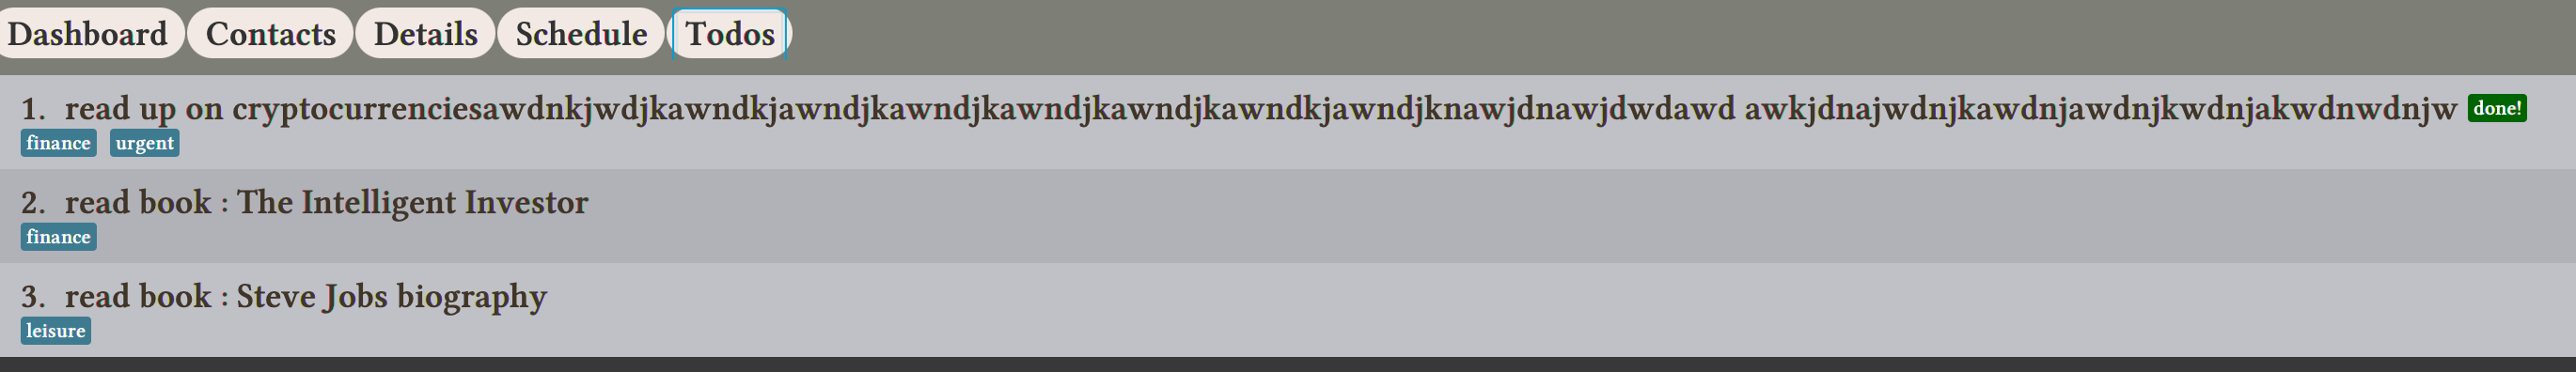 Dashboard Contacts Details Schedule Todos
1. read up on cryptocurrenciesawdnkjwdjkawndkjawndjkawndjkawndjkawndjkawndkjawndjknawjdnawjdwdawd awkjdnajwdnjkawdnjawdnjkwdnjakwdnwdnjw done!
finance urgent
2. read book : The Intelligent Investor
finance
3. read book : Steve Jobs biography
leisure